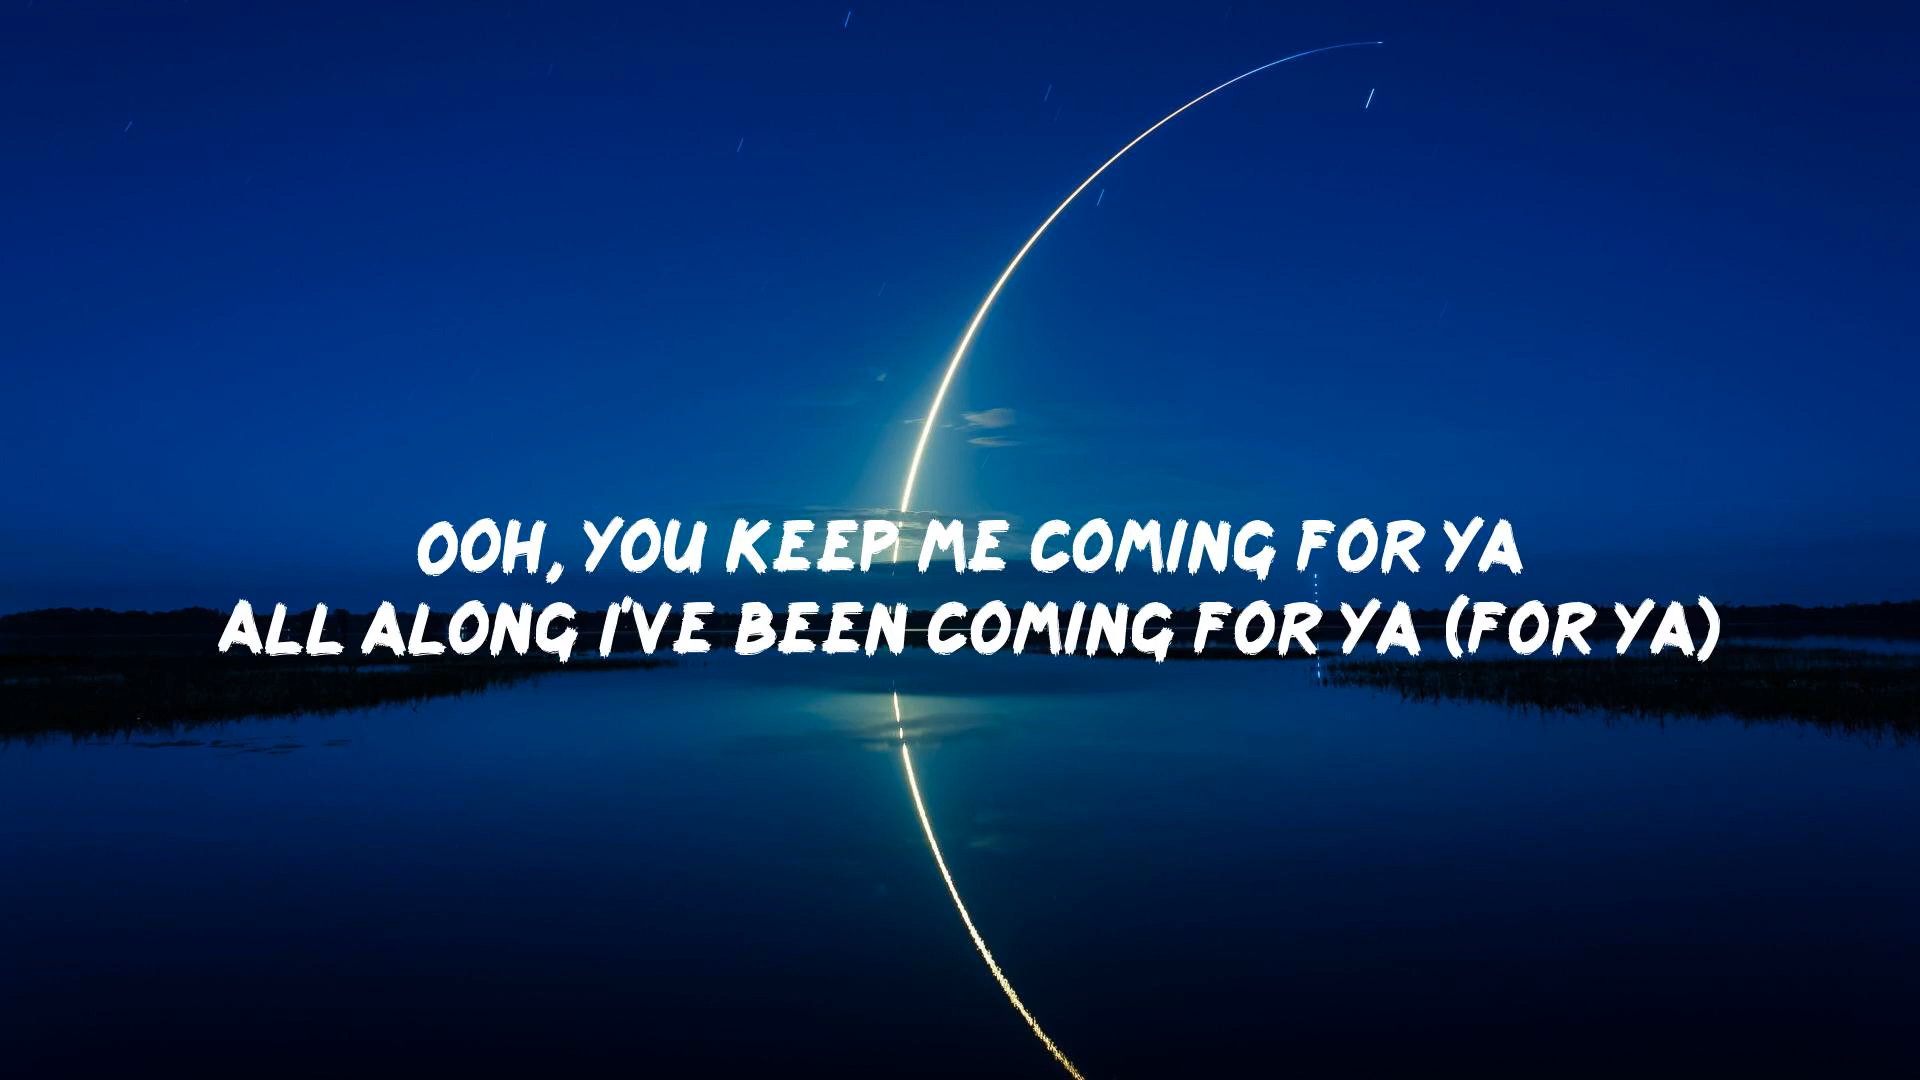 OOH, YOU KEEP ME COMING FOR YA
ALL ALONG I'VE BEEN COMING FOR YA (FOR YA)